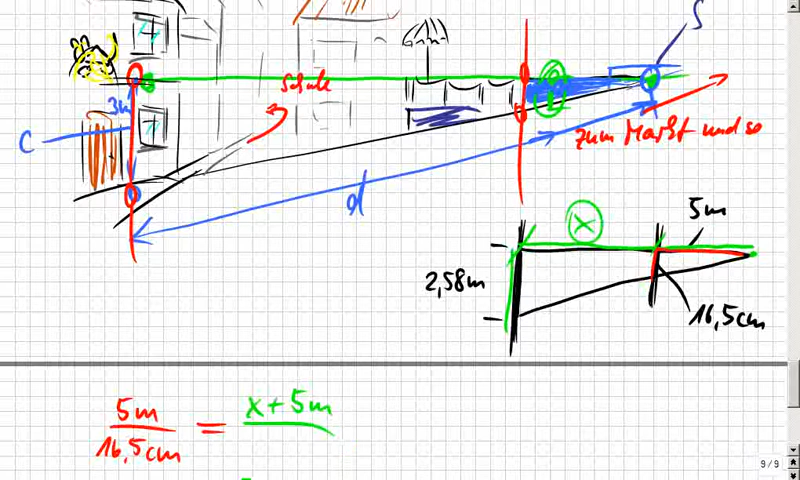 S
Schule
3m
C
zum Markt und so
d
x
5m
2,58m
16,5cm
5m
16,5cm
=
x+5m
9/9